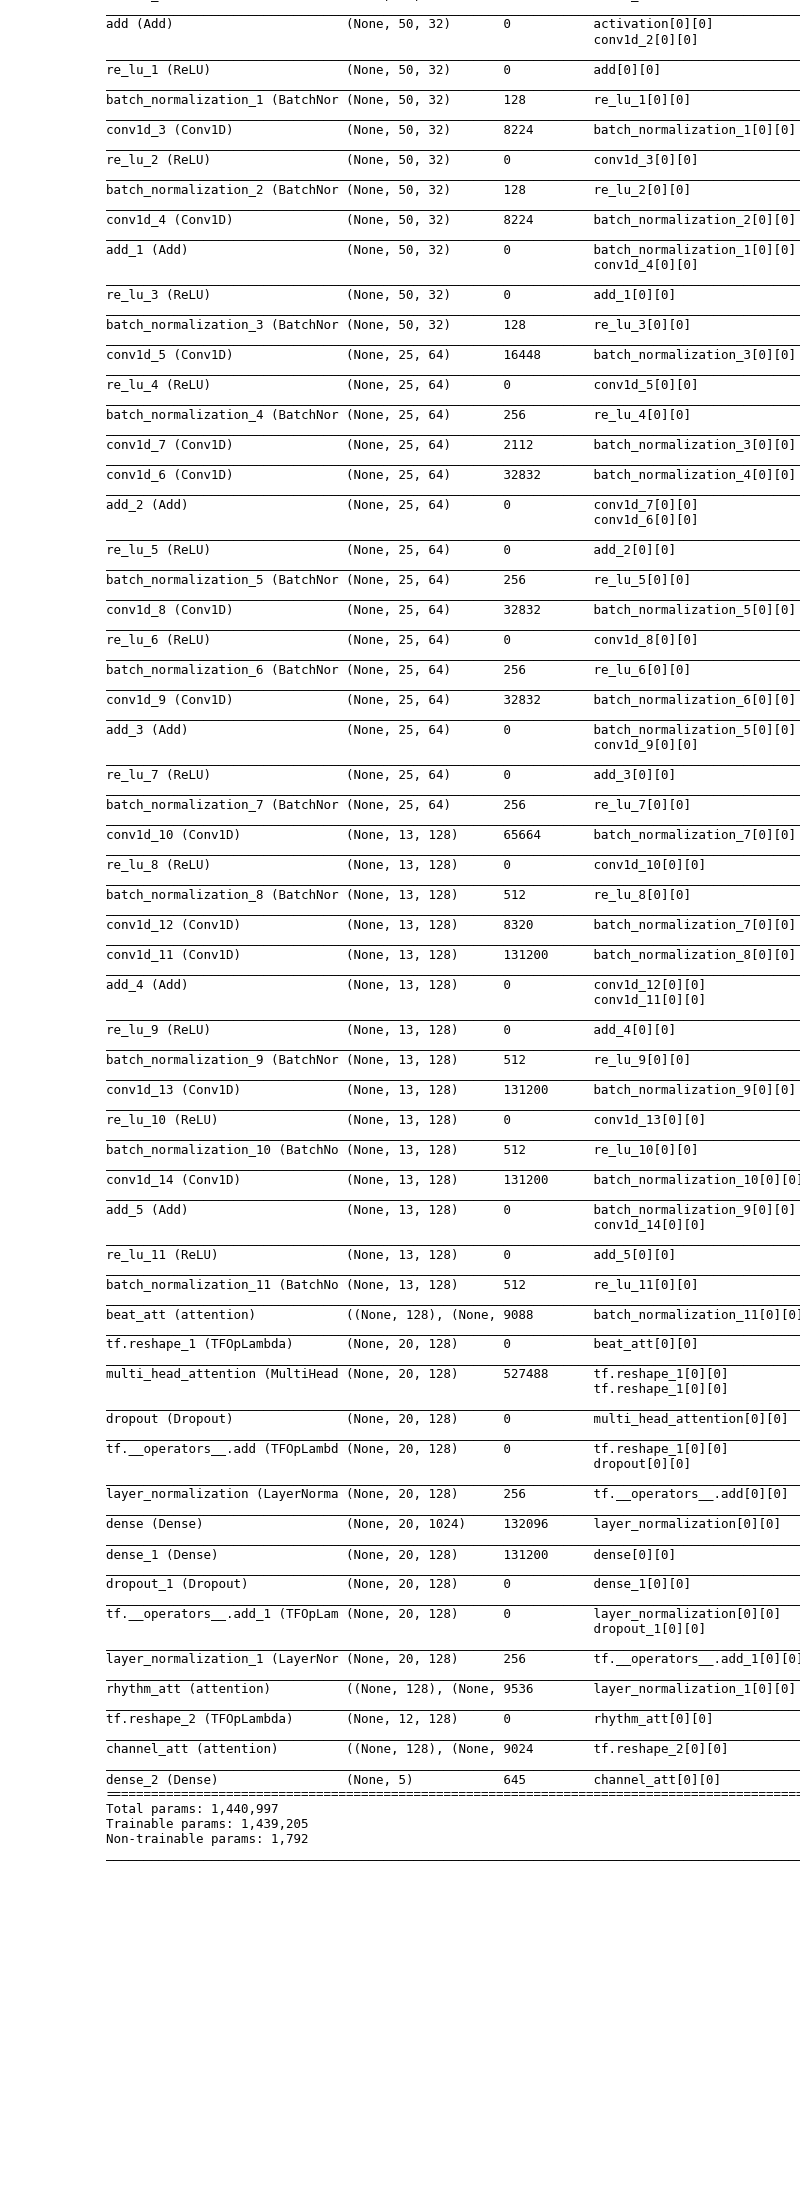 add (Add) (None, 50, 32) 0 activation[0][0]
conv1d_2[0][0]
re_lu_1 (ReLU) (None, 50, 32) 0 add[0][0]
batch_normalization_1 (BatchNor (None, 50, 32) 128 re_lu_1[0][0]
conv1d_3 (Conv1D) (None, 50, 32) 8224 batch_normalization_1[0][0]
re_lu_2 (ReLU) (None, 50, 32) 0 conv1d_3[0][0]
batch_normalization_2 (BatchNor (None, 50, 32) 128 re_lu_2[0][0]
conv1d_4 (Conv1D) (None, 50, 32) 8224 batch_normalization_2[0][0]
add_1 (Add) (None, 50, 32) 0 batch_normalization_1[0][0]
conv1d_4[0][0]
re_lu_3 (ReLU) (None, 50, 32) 0 add_1[0][0]
batch_normalization_3 (BatchNor (None, 50, 32) 128 re_lu_3[0][0]
conv1d_5 (Conv1D) (None, 25, 64) 16448 batch_normalization_3[0][0]
re_lu_4 (ReLU) (None, 25, 64) 0 conv1d_5[0][0]
batch_normalization_4 (BatchNor (None, 25, 64) 256 re_lu_4[0][0]
conv1d_7 (Conv1D) (None, 25, 64) 2112 batch_normalization_3[0][0]
conv1d_6 (Conv1D) (None, 25, 64) 32832 batch_normalization_4[0][0]
add_2 (Add) (None, 25, 64) 0 conv1d_7[0][0]
conv1d_6[0][0]
re_lu_5 (ReLU) (None, 25, 64) 0 add_2[0][0]
batch_normalization_5 (BatchNor (None, 25, 64) 256 re_lu_5[0][0]
conv1d_8 (Conv1D) (None, 25, 64) 32832 batch_normalization_5[0][0]
re_lu_6 (ReLU) (None, 25, 64) 0 conv1d_8[0][0]
batch_normalization_6 (BatchNor (None, 25, 64) 256 re_lu_6[0][0]
conv1d_9 (Conv1D) (None, 25, 64) 32832 batch_normalization_6[0][0]
add_3 (Add) (None, 25, 64) 0 batch_normalization_5[0][0]
conv1d_9[0][0]
re_lu_7 (ReLU) (None, 25, 64) 0 add_3[0][0]
batch_normalization_7 (BatchNor (None, 25, 64) 256 re_lu_7[0][0]
conv1d_10 (Conv1D) (None, 13, 128) 65664 batch_normalization_7[0][0]
re_lu_8 (ReLU) (None, 13, 128) 0 conv1d_10[0][0]
batch_normalization_8 (BatchNor (None, 13, 128) 512 re_lu_8[0][0]
conv1d_12 (Conv1D) (None, 13, 128) 8320 batch_normalization_7[0][0]
conv1d_11 (Conv1D) (None, 13, 128) 131200 batch_normalization_8[0][0]
add_4 (Add) (None, 13, 128) 0 conv1d_12[0][0]
conv1d_11[0][0]
re_lu_9 (ReLU) (None, 13, 128) 0 add_4[0][0]
batch_normalization_9 (BatchNor (None, 13, 128) 512 re_lu_9[0][0]
conv1d_13 (Conv1D) (None, 13, 128) 131200 batch_normalization_9[0][0]
re_lu_10 (ReLU) (None, 13, 128) 0 conv1d_13[0][0]
batch_normalization_10 (BatchNo (None, 13, 128) 512 re_lu_10[0][0]
conv1d_14 (Conv1D) (None, 13, 128) 131200 batch_normalization_10[0][0]
add_5 (Add) (None, 13, 128) 0 batch_normalization_9[0][0]
conv1d_14[0][0]
re_lu_11 (ReLU) (None, 13, 128) 0 add_5[0][0]
batch_normalization_11 (BatchNo (None, 13, 128) 512 re_lu_11[0][0]
beat_att (attention) ((None, 128), (None, 9088 batch_normalization_11[0][0]
tf.reshape_1 (TFOpLambda) (None, 20, 128) 0 beat_att[0][0]
multi_head_attention (MultiHead (None, 20, 128) 527488 tf.reshape_1[0][0]
tf.reshape_1[0][0]
dropout (Dropout) (None, 20, 128) 0 multi_head_attention[0][0]
tf.__operators__.add (TFOpLambd (None, 20, 128) 0 tf.reshape_1[0][0]
dropout[0][0]
layer_normalization (LayerNorma (None, 20, 128) 256 tf.__operators__.add[0][0]
dense (Dense) (None, 20, 1024) 132096 layer_normalization[0][0]
dense_1 (Dense) (None, 20, 128) 131200 dense[0][0]
dropout_1 (Dropout) (None, 20, 128) 0 dense_1[0][0]
tf.__operators__.add_1 (TFOpLam (None, 20, 128) 0 layer_normalization[0][0]
dropout_1[0][0]
layer_normalization_1 (LayerNor (None, 20, 128) 256 tf.__operators__.add_1[0][0]
rhythm_att (attention) ((None, 128), (None, 9536 layer_normalization_1[0][0]
tf.reshape_2 (TFOpLambda) (None, 12, 128) 0 rhythm_att[0][0]
channel_att (attention) ((None, 128), (None, 9024 tf.reshape_2[0][0]
dense_2 (Dense) (None, 5) 645 channel_att[0][0]
Total params: 1,440,997
Trainable params: 1,439,205
Non-trainable params: 1,792